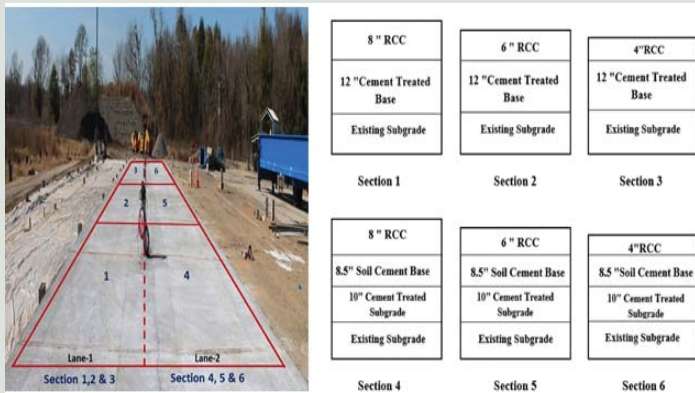 3 6
2 5
1 4
Lane-1 Lane-2
Section 1,2 & 3 Section 4, 5 & 6
8 " RCC
12 "Cement Treated
Base
Existing Subgrade
Section 1
6 " RCC
12 "Cement Treated
Base
Existing Subgrade
Section 2
4"RCC
12 "Cement Treated
Base
Existing Subgrade
Section 3
8 " RCC
8.5" Soil Cement Base
10" Cement Treated
Subgrade
Existing Subgrade
Section 4
6 " RCC
8.5" Soil Cement Base
10" Cement Treated
Subgrade
Existing Subgrade
Section 5
4"RCC
8.5 "Soil Cement Base
10" Cement Treated
Subgrade
Existing Subgrade
Section 6